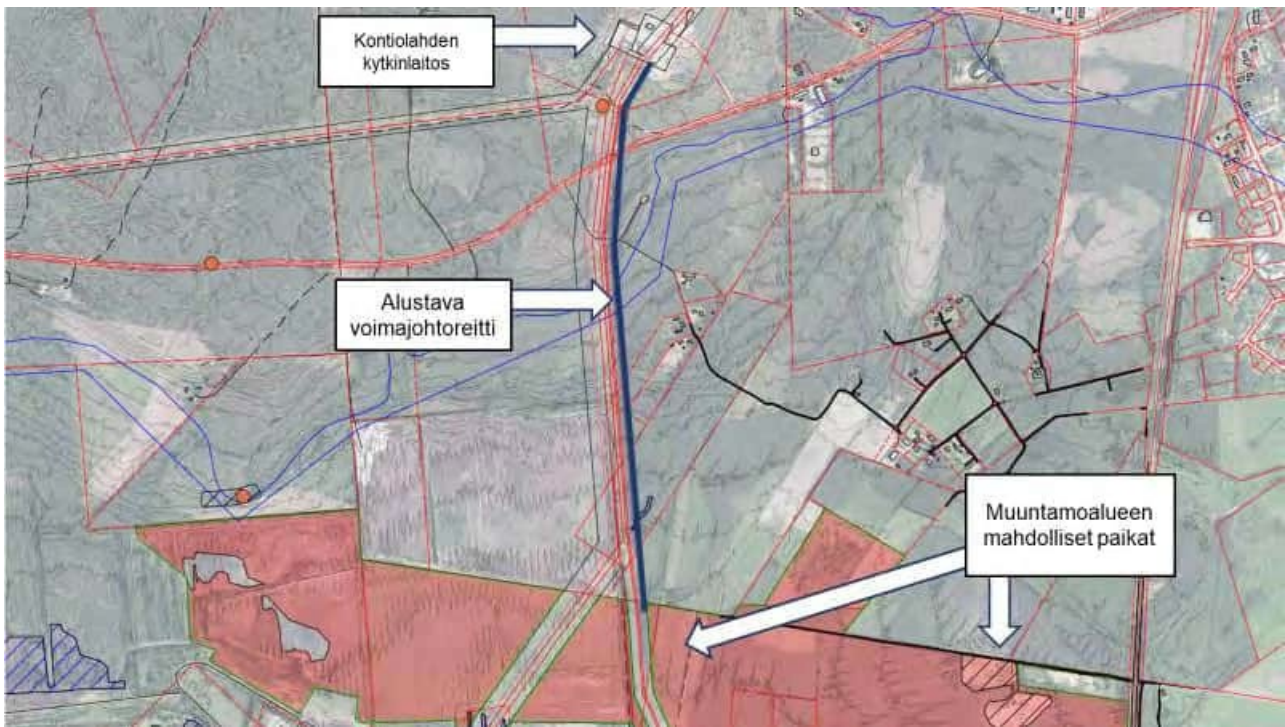 Kontiolahden
kytkinlaitos
Alustava
voimajohtoreitti
Muuntamoalueen
mahdolliset paikat